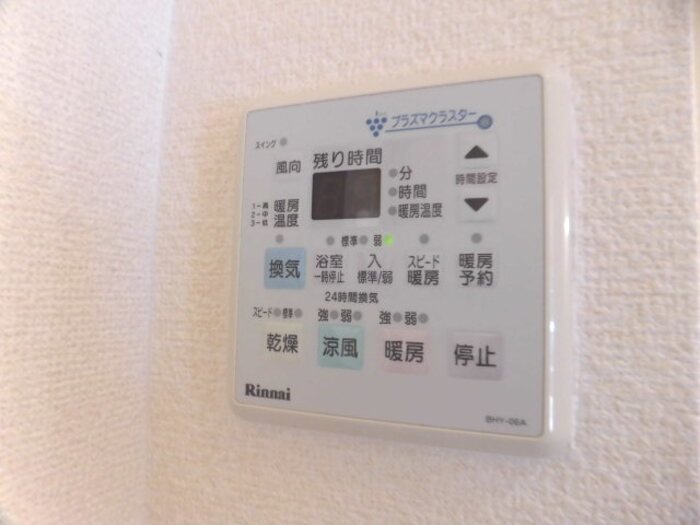 プラズマクラスター
スイング
風向 残り時間
分
時間 時間設定
1－高
2－中
3－低
暖房温度 暖房温度
標準 弱
換気 浴室一時停止 入標準/弱 スピード暖房 暖房予約
24時間換気
スピード 標準 強 弱 強 弱
乾燥 涼風 暖房 停止
Rinnai
BHY-06A